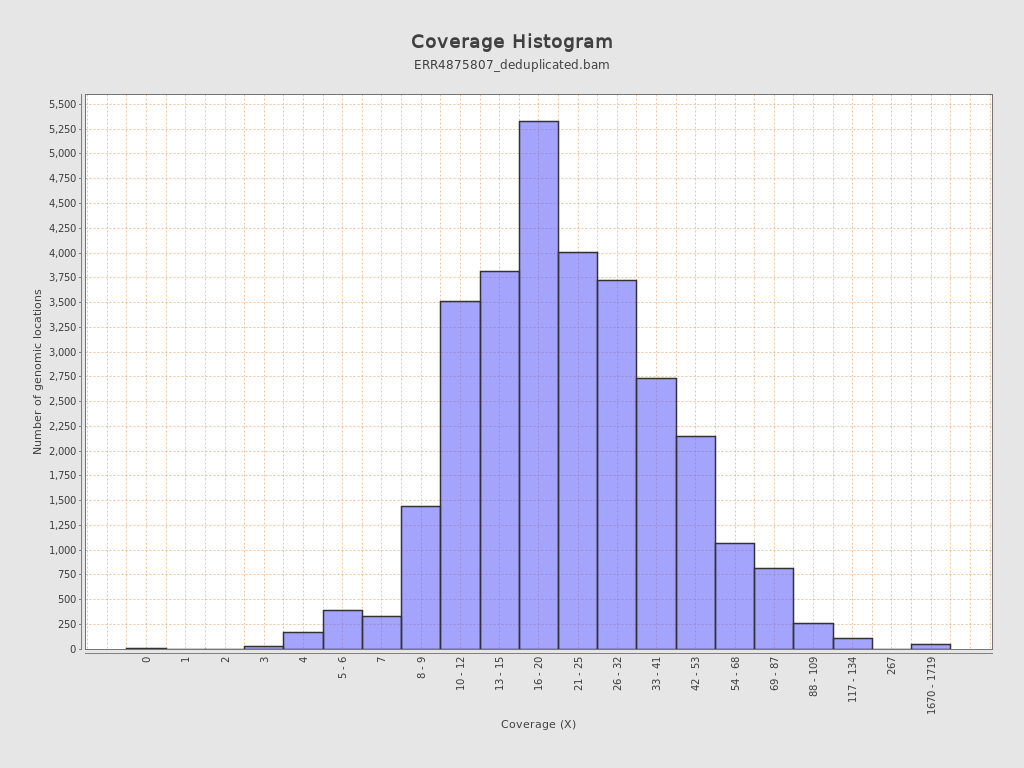 Coverage Histogram
ERR4875807_deduplicated.bam
5,500
5,250
5,000
4,750
4,500
4,250
4,000
3,750
3,500
3,250
3,000
2,750
2,500
2,250
2,000
1,750
1,500
1,250
1,000
750
500
250
0
Number of genomic locations
0
1
2
3
4
5 - 6
7
8 - 9
10 - 12
13 - 15
16 - 20
21 - 25
26 - 32
33 - 41
42 - 53
54 - 68
69 - 87
88 - 109
117 - 134
267
1670 - 1719
Coverage (X)